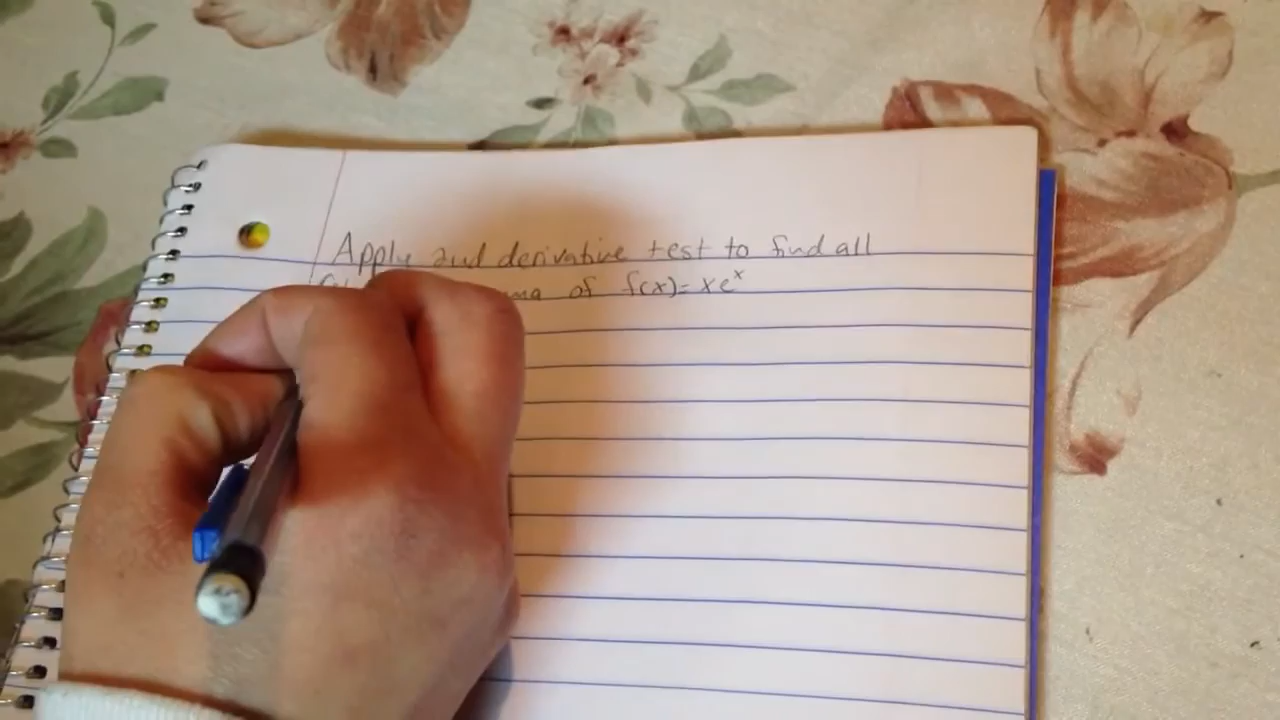 Apply 2nd derivative test to find all
of f(x)=xe^x